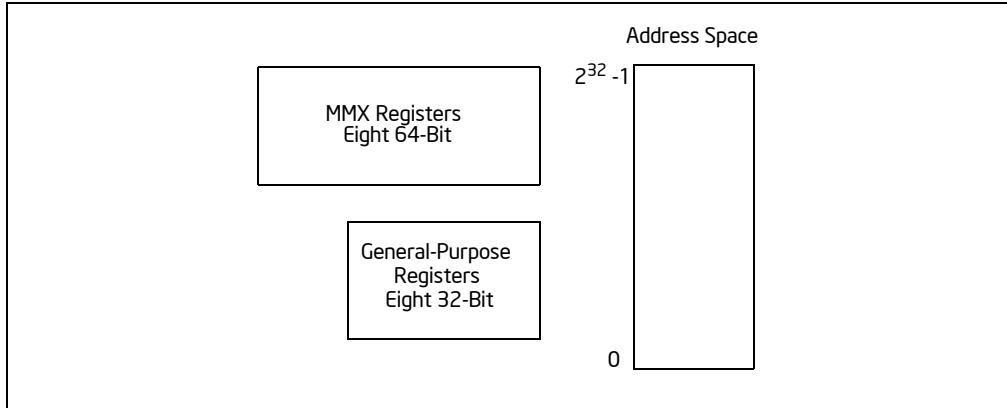 Address Space
2³² -1
MMX Registers
Eight 64-Bit
General-Purpose
Registers
Eight 32-Bit
0